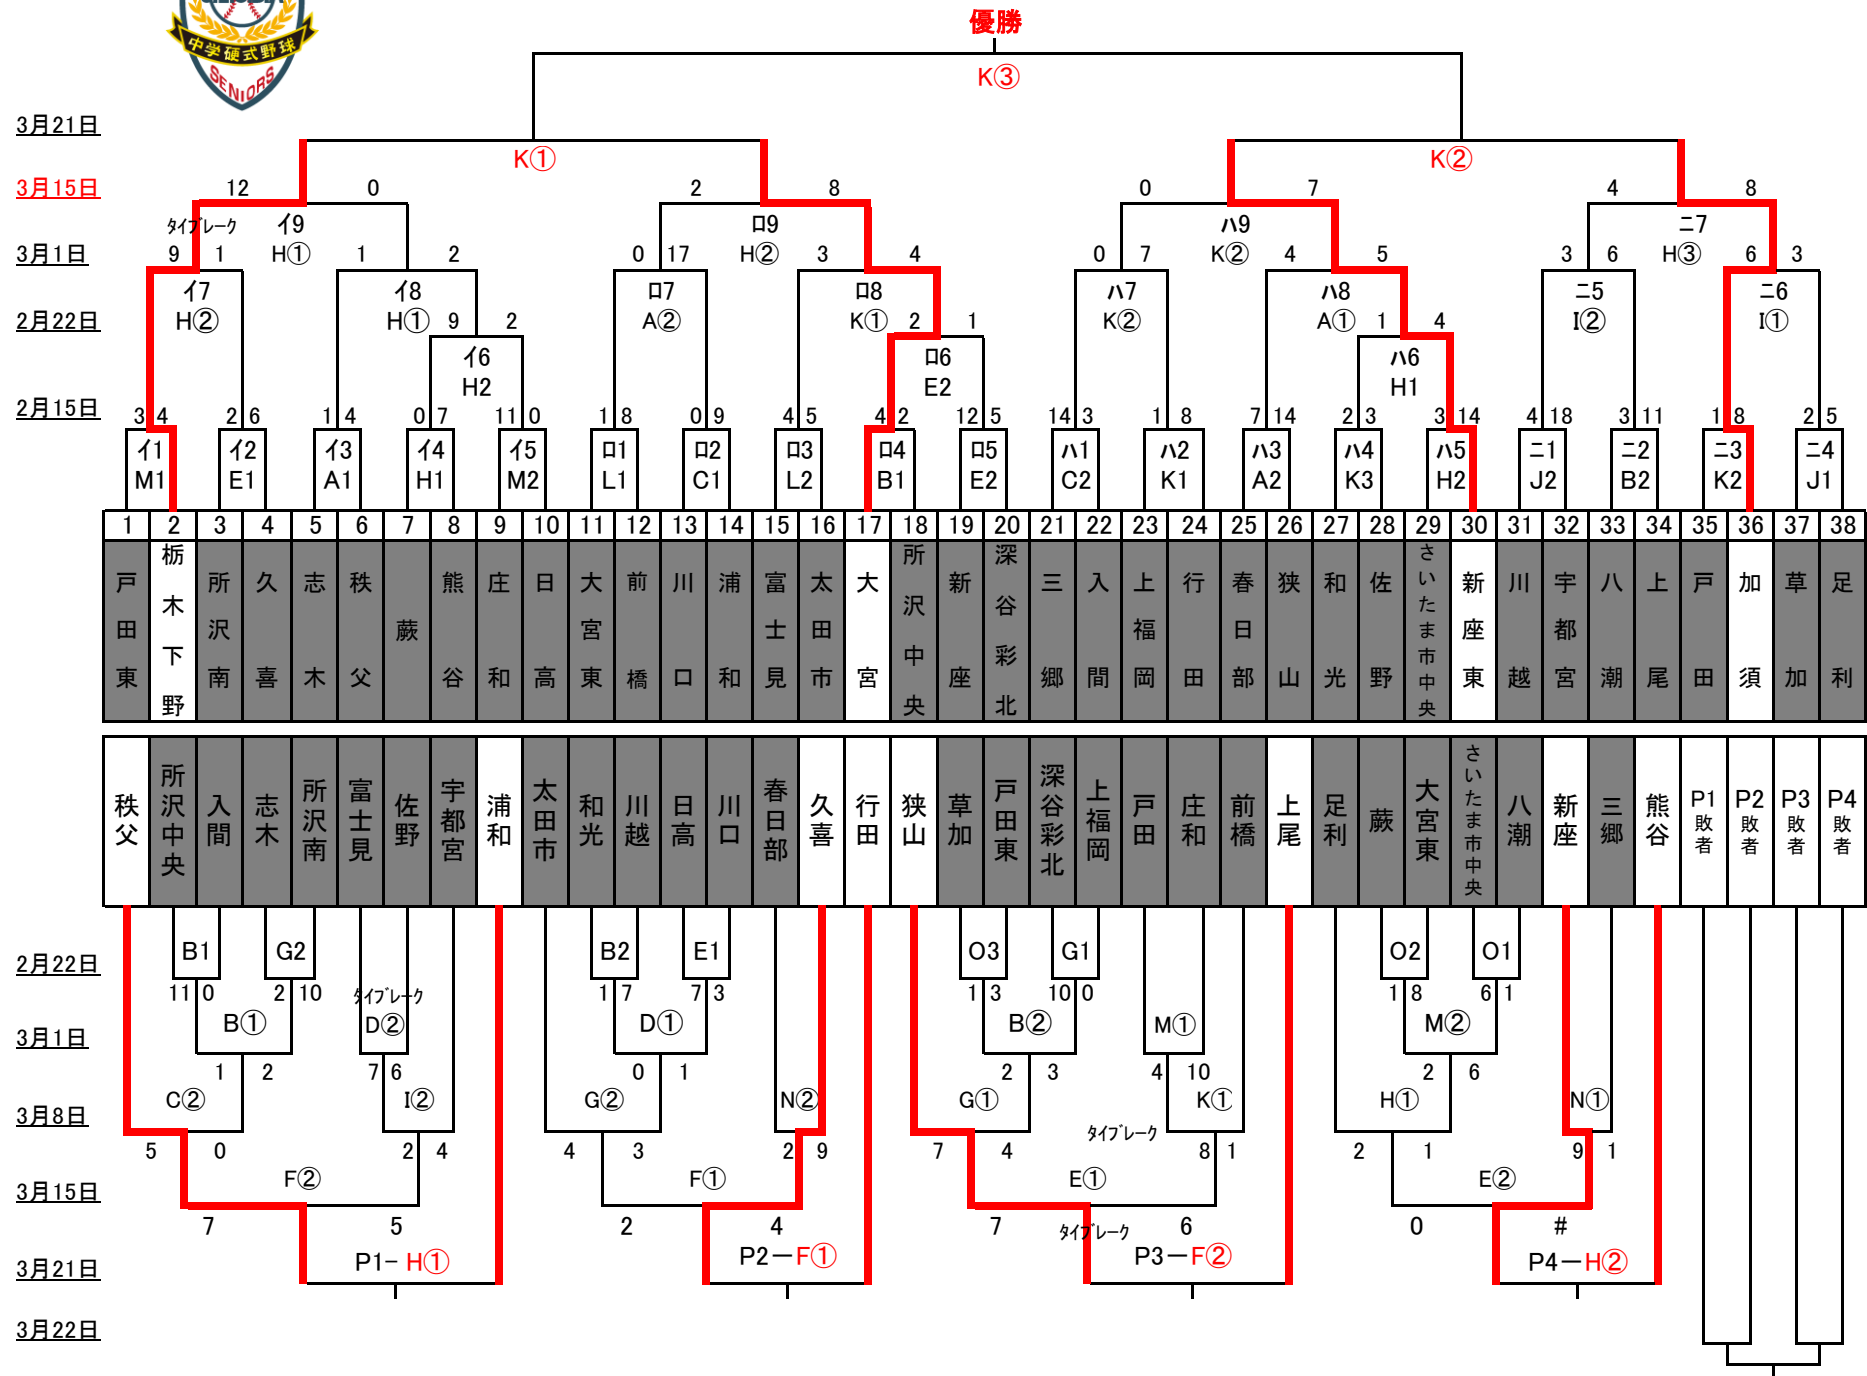 中学硬式野球
SENIORS
優勝
K③
3月21日
K① K②
3月15日 12 0 2 8 0 7 4 8
ﾀｲﾌﾞﾚｰｸ ｲ9 ﾛ9 ﾊ9 ﾆ7
3月1日 9 1 H① 1 2 0 17 H② 3 4 0 7 K② 4 5 3 6 H③ 6 3
ｲ7 ｲ8 ﾛ7 ﾛ8 ﾊ7 ﾊ8 ﾆ5 ﾆ6
2月22日 H② H① 9 2 A② K① 2 1 K② A① 1 4 I② I①
ｲ6 ﾛ6 ﾊ6
H2 E2 H1
2月15日 3 4 2 6 1 4 0 7 11 0 1 8 0 9 4 5 4 2 12 5 14 3 1 8 7 14 2 3 3 14 4 18 3 11 1 8 2 5
ｲ1 ｲ2 ｲ3 ｲ4 ｲ5 ﾛ1 ﾛ2 ﾛ3 ﾛ4 ﾛ5 ﾊ1 ﾊ2 ﾊ3 ﾊ4 ﾊ5 ﾆ1 ﾆ2 ﾆ3 ﾆ4
M1 E1 A1 H1 M2 L1 C1 L2 B1 E2 C2 K1 A2 K3 H2 J2 B2 K2 J1
1 2 3 4 5 6 7 8 9 10 11 12 13 14 15 16 17 18 19 20 21 22 23 24 25 26 27 28 29 30 31 32 33 34 35 36 37 38
戸田東
栃木下野
所沢南
久喜
志木
秩父
蕨
熊谷
庄和
日高
大宮東
前橋
川口
浦和
富士見
太田市
大宮
所沢中央
新座
深谷彩北
三郷
入間
上福岡
行田
春日部
狭山
和光
佐野
さいたま市中央
新座東
川越
宇都宮
八潮
上尾
戸田
加須
草加
足利
秩父
所沢中央
入間
志木
所沢南
富士見
佐野
宇都宮
浦和
太田市
和光
川越
日高
川口
春日部
久喜
行田
狭山
草加
戸田東
深谷彩北
上福岡
戸田
庄和
前橋
上尾
足利
蕨
大宮東
さいたま市中央
八潮
新座
三郷
熊谷
P1敗者
P2敗者
P3敗者
P4敗者
B1 G2 B2 E1 O3 G1 O2 O1
2月22日
11 0 2 10 ﾀｲﾌﾞﾚｰｸ 1 7 7 3 1 3 10 0 1 8 6 1
B① D② D① B② M① M②
3月1日
1 2 7 6 0 1 2 3 4 10 2 6
C② I② G② N② G① K① H① N①
3月8日
ﾀｲﾌﾞﾚｰｸ
5 0 2 4 4 3 2 9 7 4 8 1 2 1 9 1
F② F① E① E②
3月15日
7 5 2 4 7 ﾀｲﾌﾞﾚｰｸ 6 0 #
P1- H① P2－F① P3－F② P4－H②
3月21日
3月22日